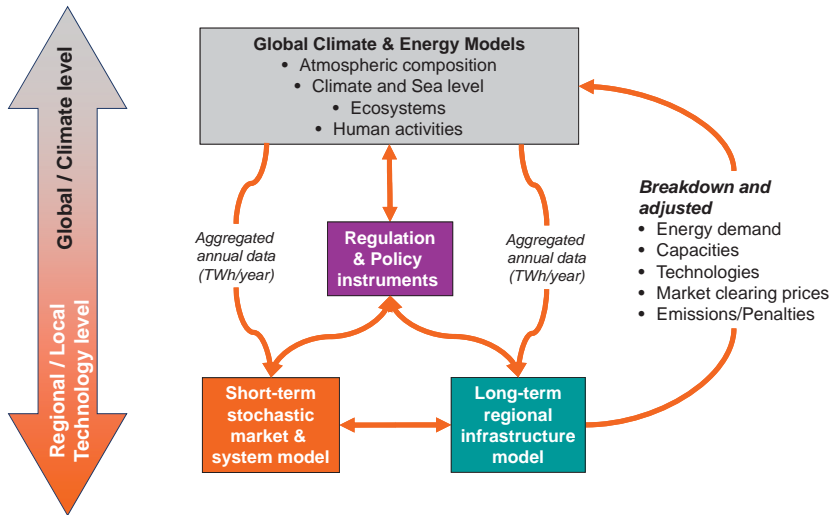 Global / Climate level
Regional / Local
Technology level
Global Climate & Energy Models
• Atmospheric composition
• Climate and Sea level
• Ecosystems
• Human activities
Aggregated
annual data
(TWh/year)
Regulation
& Policy
instruments
Aggregated
annual data
(TWh/year)
Breakdown and
adjusted
• Energy demand
• Capacities
• Technologies
• Market clearing prices
• Emissions/Penalties
Short-term
stochastic
market &
system model
Long-term
regional
infrastructure
model